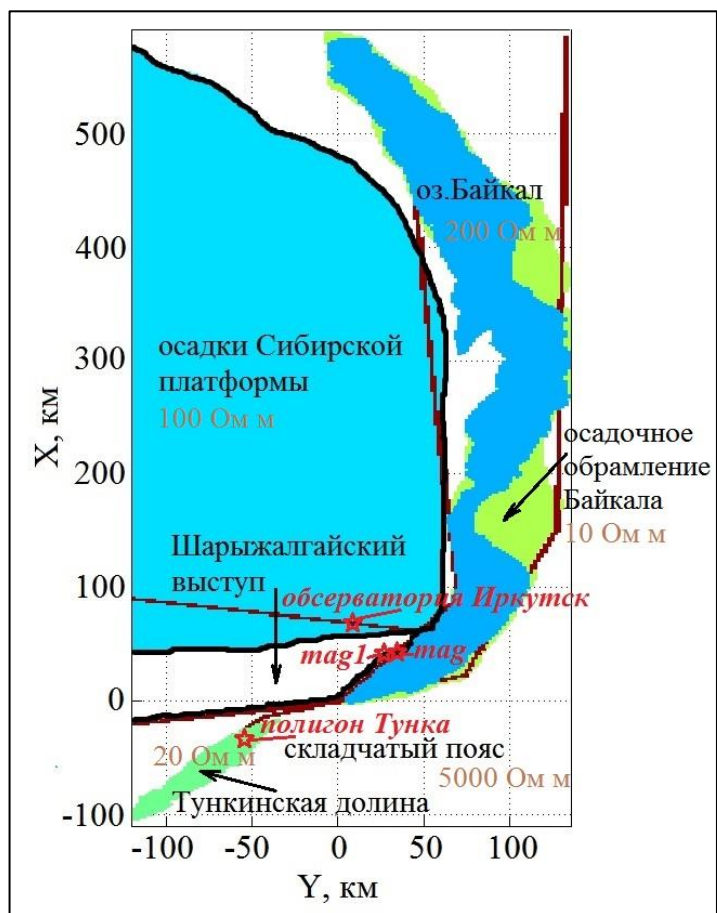 500
400
300
200
100
0
-100
X, км
оз.Байкал
200 Ом м
осадки Сибирской
платформы
100 Ом м
осадочное
обрамление
Байкала
10 Ом м
Шарыжалгайский
выступ
обсерватория Иркутск
mag1
mag
полигон Тунка
складчатый пояс
20 Ом м
5000 Ом м
Тункинская долина
-100
-50
0
50
100
Y, км